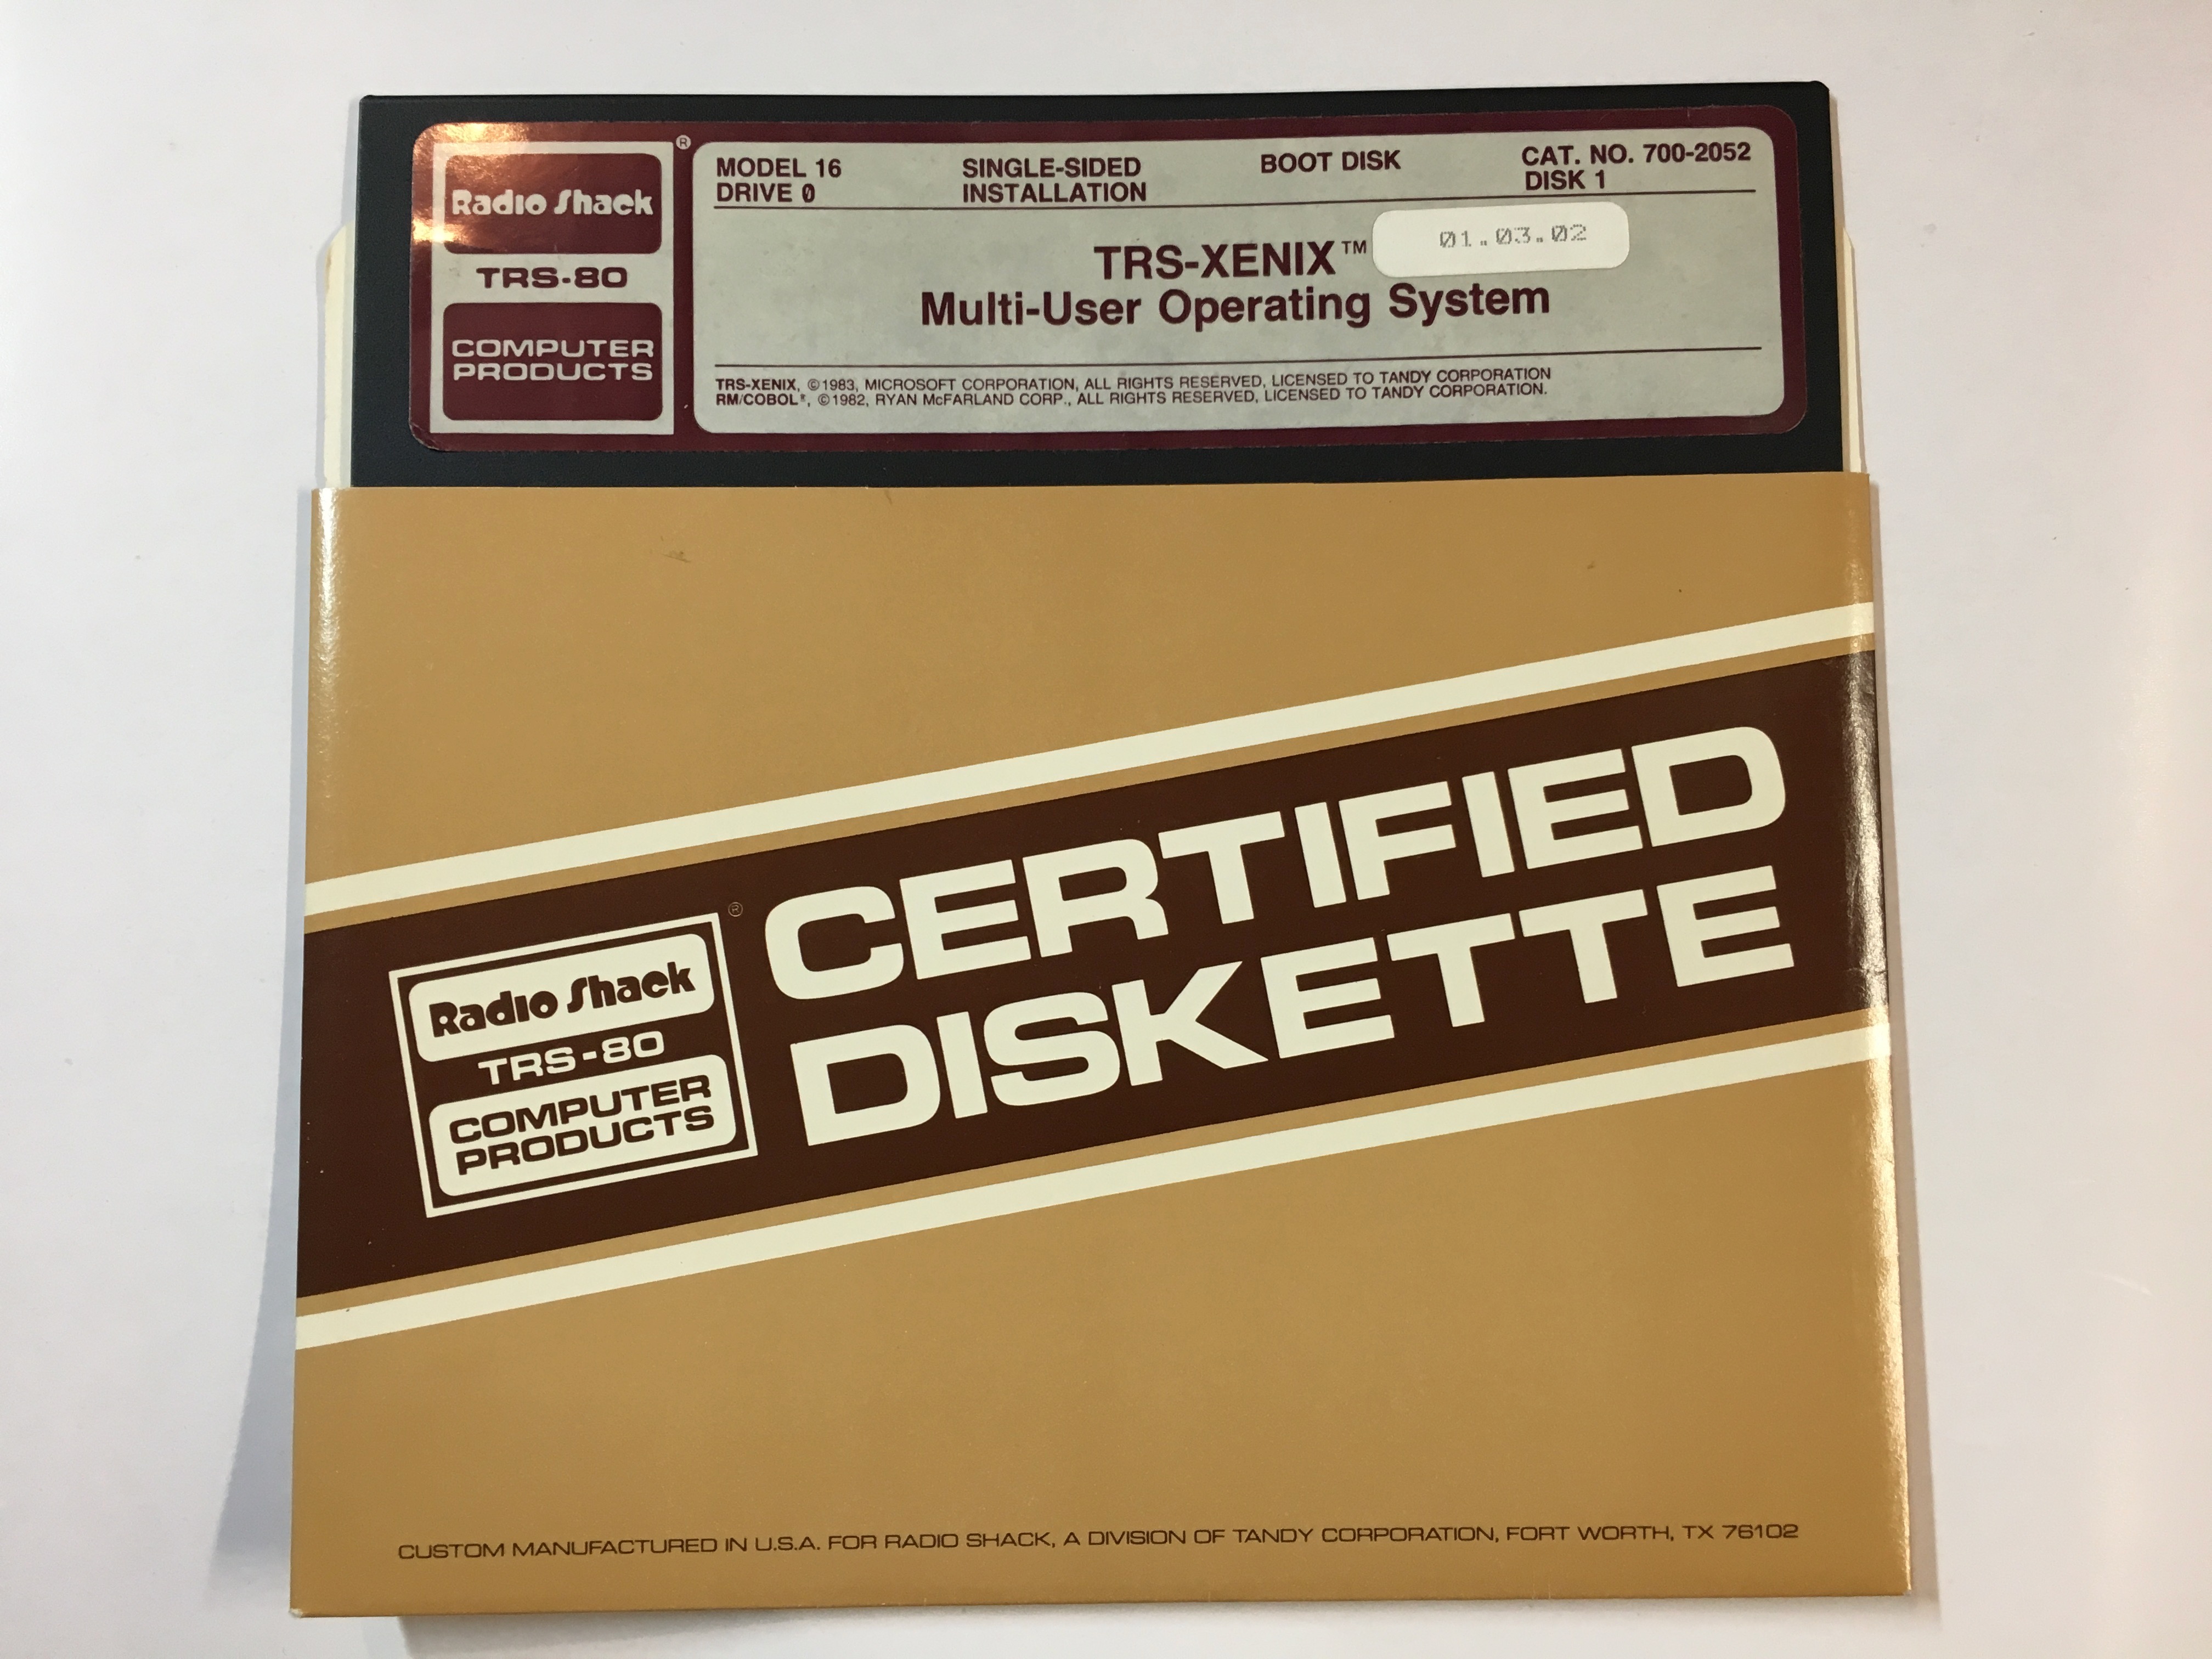 Radio Shack
®
TRS-80
COMPUTER
PRODUCTS
MODEL 16
DRIVE 0
SINGLE-SIDED
INSTALLATION
BOOT DISK
CAT. NO. 700-2052
DISK 1
TRS-XENIX™
01.03.02
Multi-User Operating System
TRS-XENIX, ©1983, MICROSOFT CORPORATION, ALL RIGHTS RESERVED, LICENSED TO TANDY CORPORATION
RM/COBOL®, ©1982, RYAN McFARLAND CORP., ALL RIGHTS RESERVED, LICENSED TO TANDY CORPORATION.
Radio Shack
®
TRS-80
COMPUTER
PRODUCTS
CERTIFIED
DISKETTE
CUSTOM MANUFACTURED IN U.S.A. FOR RADIO SHACK, A DIVISION OF TANDY CORPORATION, FORT WORTH, TX 76102